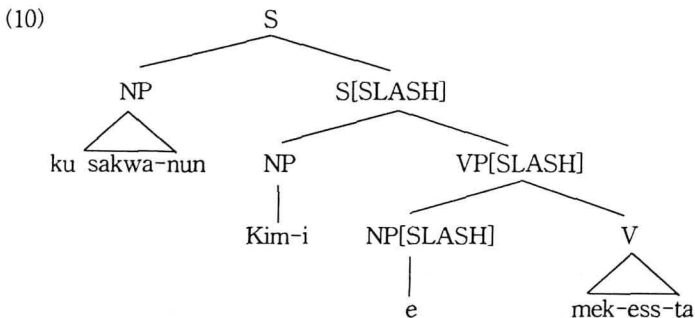 (10) S
NP S[SLASH]
ku sakwa-nun NP VP[SLASH]
Kim-i NP[SLASH] V
e mek-ess-ta